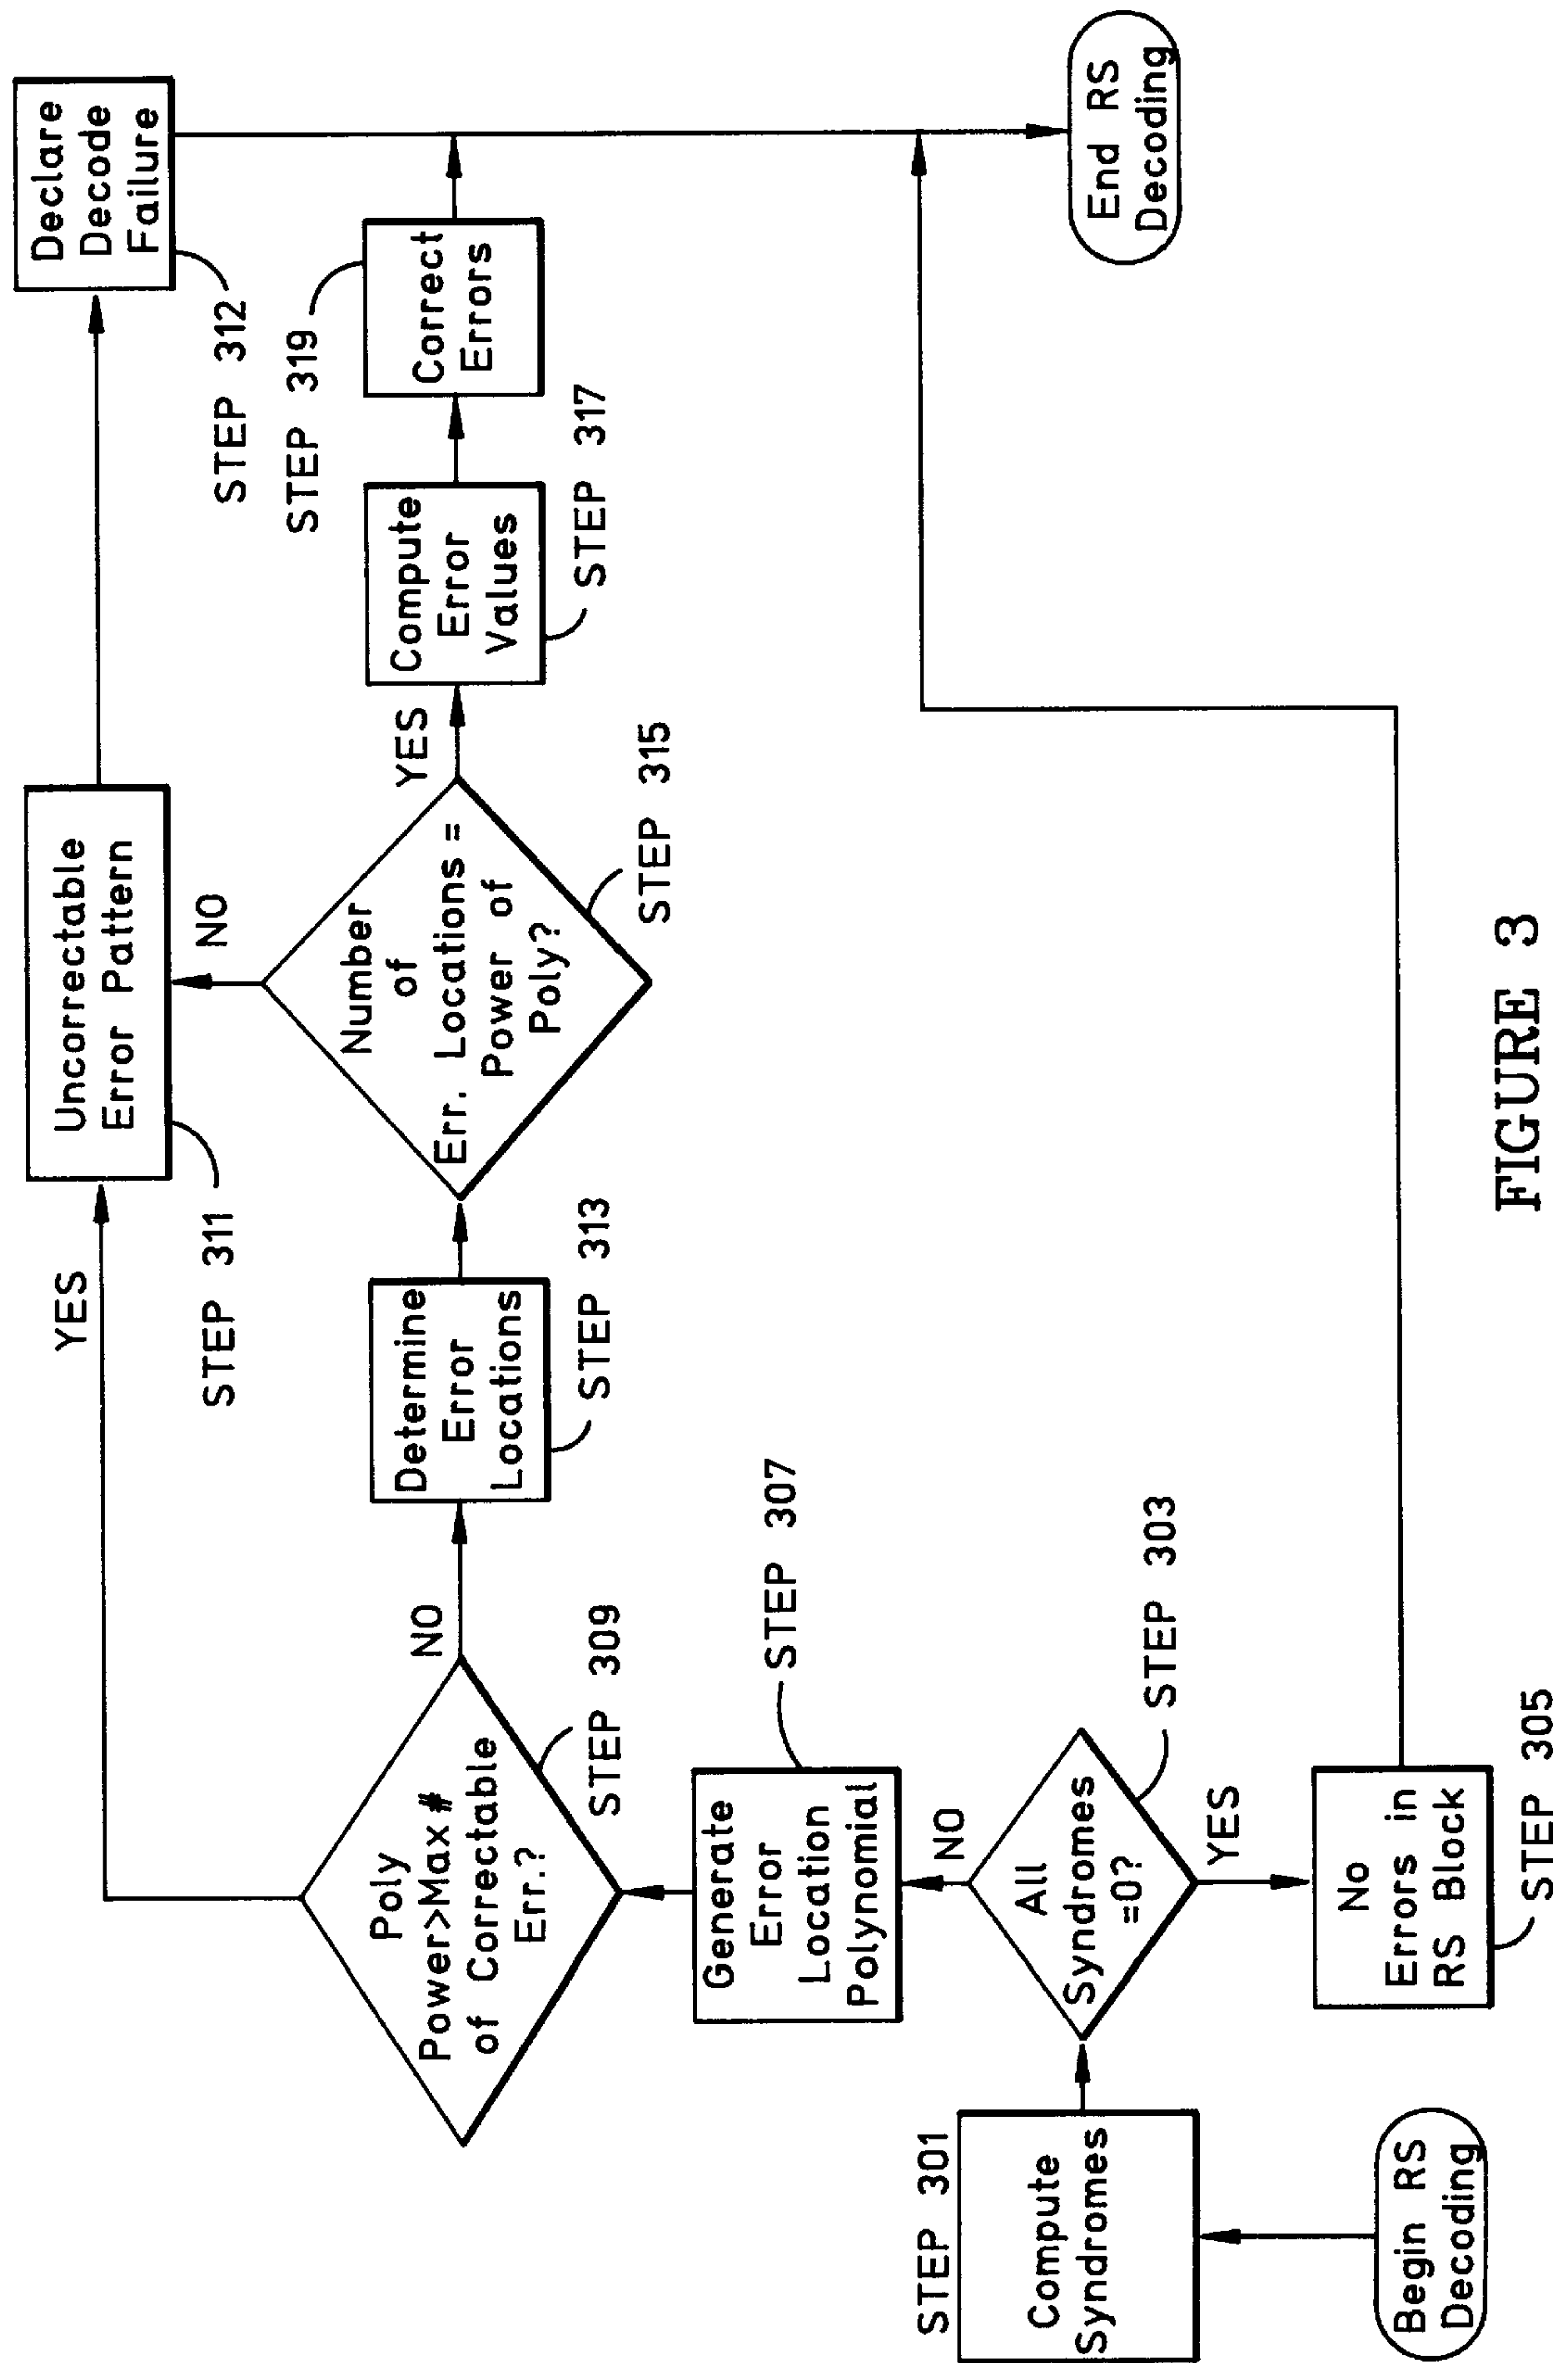 Begin RS
Decoding
STEP 301
Compute
Syndromes
All
Syndromes
=0?
STEP 303
YES
No
Errors in
RS Block
STEP 305
NO
Generate
Error
Location
Polynomial
STEP 307
Poly
Power>Max #
of Correctable
Err.?
STEP 309
YES
Uncorrectable
Error Pattern
STEP 311
Declare
Decode
Failure
STEP 312
NO
Determine
Error
Locations
STEP 313
Number
of
Err. Locations =
Power of
Poly?
STEP 315
NO
YES
Compute
Error
Values
STEP 317
Correct
Errors
STEP 319
End RS
Decoding
FIGURE 3